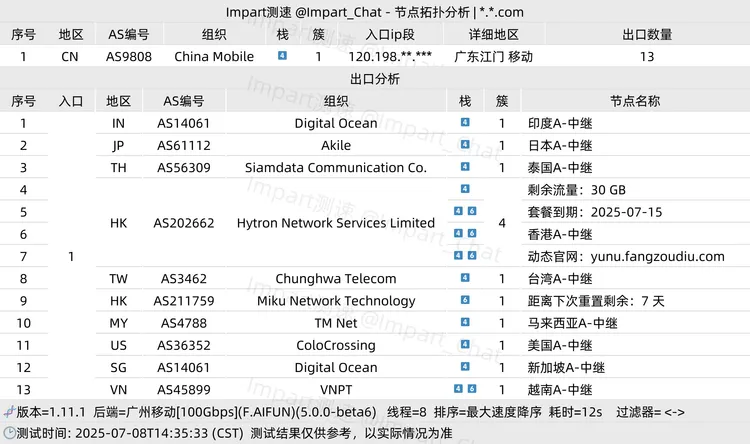 Impart测速 @Impart_Chat - 节点拓扑分析 | *.*.com
序号 地区 AS编号 组织 栈 簇 入口ip段 详细地区 出口数量
1 CN AS9808 China Mobile 4 1 120.198.**.*** 广东江门 移动 13
出口分析
序号 入口 地区 AS编号 组织 栈 簇 节点名称
1 IN AS14061 Digital Ocean 4 1 印度A-中继
2 JP AS61112 Akile 4 1 日本A-中继
3 TH AS56309 Siamdata Communication Co. 4 1 泰国A-中继
4 4 剩余流量：30 GB
5 HK AS202662 Hytron Network Services Limited 4 6 4 套餐到期：2025-07-15
6 4 6 香港A-中继
7 1 4 6 动态官网：yunu.fangzoudiu.com
8 TW AS3462 Chunghwa Telecom 4 1 台湾A-中继
9 HK AS211759 Miku Network Technology 6 1 距离下次重置剩余：7 天
10 MY AS4788 TM Net 4 1 马来西亚A-中继
11 US AS36352 ColoCrossing 4 1 美国A-中继
12 SG AS14061 Digital Ocean 4 1 新加坡A-中继
13 VN AS45899 VNPT 4 6 1 越南A-中继
版本=1.11.1 后端=广州移动[100Gbps](F.AIFUN)(5.0.0-beta6) 线程=8 排序=最大速度降序 耗时=12s 过滤器= <->
测试时间: 2025-07-08T14:35:33 (CST) 测试结果仅供参考，以实际情况为准